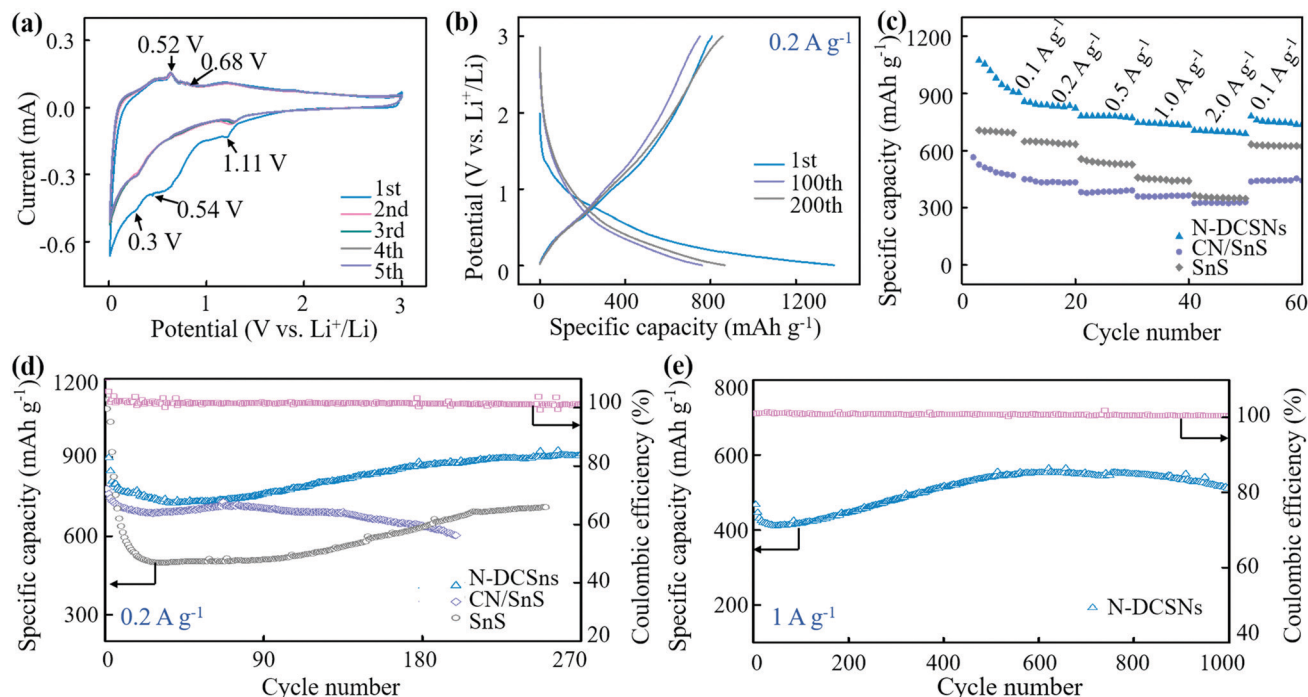 (a)
0.3
0.0
-0.3
-0.6
Current (mA)
0.52 V
0.68 V
1.11 V
0.54 V
0.3 V
1st
2nd
3rd
4th
5th
0 1 2 3
Potential (V vs. Li⁺/Li)
(b)
3
2
1
0
Potential (V vs. Li⁺/Li)
0.2 A g⁻¹
1st
100th
200th
0 400 800 1200
Specific capacity (mAh g⁻¹)
(c)
1200
900
600
300
0
Specific capacity (mAh g⁻¹)
0.1 A g⁻¹
0.2 A g⁻¹
0.5 A g⁻¹
1.0 A g⁻¹
2.0 A g⁻¹
0.1 A g⁻¹
N-DCSNs
CN/SnS
SnS
0 20 40 60
Cycle number
(d)
1200
900
600
300
Specific capacity (mAh g⁻¹)
100
80
60
40
20
Coulombic efficiency (%)
N-DCSns
CN/SnS
SnS
0.2 A g⁻¹
0 90 180 270
Cycle number
(e)
800
600
400
200
Specific capacity (mAh g⁻¹)
100
80
60
40
Coulombic efficiency (%)
N-DCSNs
1 A g⁻¹
0 200 400 600 800 1000
Cycle number